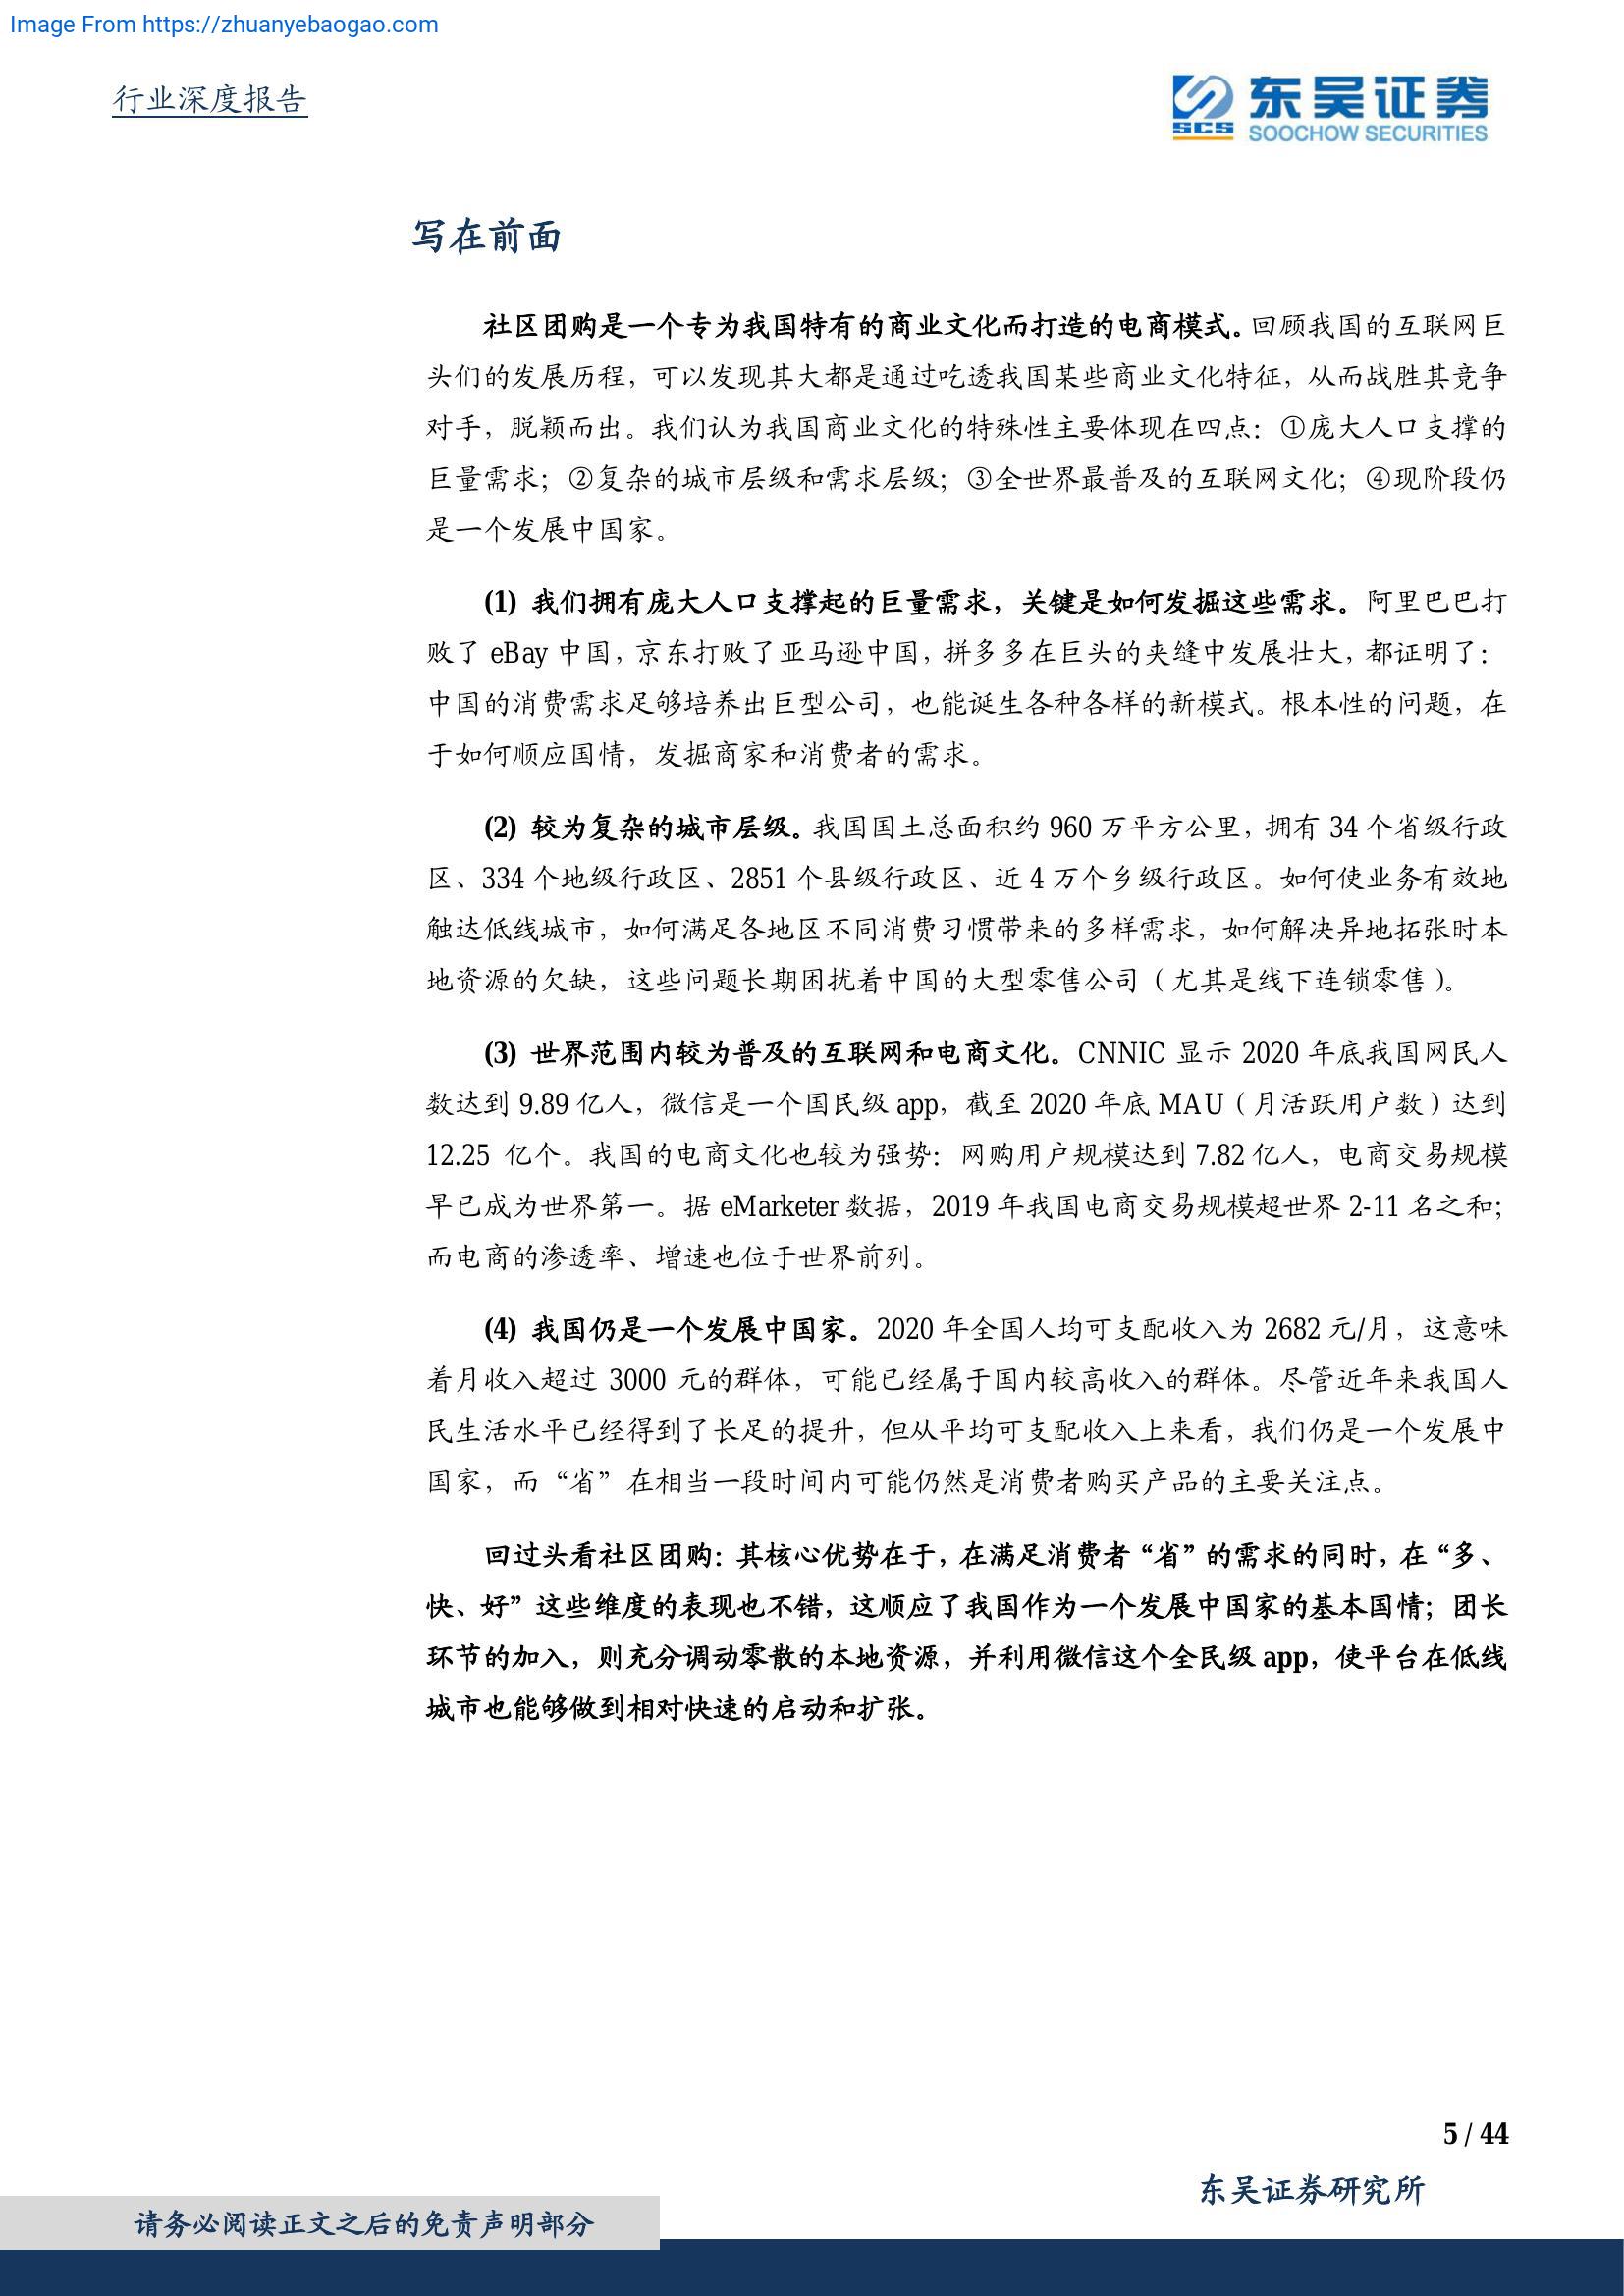 Image From https://zhuanyebaogao.com
行业深度报告
SCS
东吴证券
SOOCHOW SECURITIES
写在前面
社区团购是一个专为我国特有的商业文化而打造的电商模式。回顾我国的互联网巨
头们的发展历程，可以发现其大都是通过吃透我国某些商业文化特征，从而战胜其竞争
对手，脱颖而出。我们认为我国商业文化的特殊性主要体现在四点：①庞大人口支撑的
巨量需求；②复杂的城市层级和需求层级；③全世界最普及的互联网文化；④现阶段仍
是一个发展中国家。
(1) 我们拥有庞大人口支撑起的巨量需求，关键是如何发掘这些需求。阿里巴巴打
败了 eBay 中国，京东打败了亚马逊中国，拼多多在巨头的夹缝中发展壮大，都证明了：
中国的消费需求足够培养出巨型公司，也能诞生各种各样的新模式。根本性的问题，在
于如何顺应国情，发掘商家和消费者的需求。
(2) 较为复杂的城市层级。我国国土总面积约 960 万平方公里，拥有 34 个省级行政
区、334 个地级行政区、2851 个县级行政区、近 4 万个乡级行政区。如何使业务有效地
触达低线城市，如何满足各地区不同消费习惯带来的多样需求，如何解决异地拓张时本
地资源的欠缺，这些问题长期困扰着中国的大型零售公司（尤其是线下连锁零售）。
(3) 世界范围内较为普及的互联网和电商文化。CNNIC 显示 2020 年底我国网民人
数达到 9.89 亿人，微信是一个国民级 app，截至 2020 年底 MAU（月活跃用户数）达到
12.25 亿个。我国的电商文化也较为强势：网购用户规模达到 7.82 亿人，电商交易规模
早已成为世界第一。据 eMarketer 数据，2019 年我国电商交易规模超世界 2-11 名之和；
而电商的渗透率、增速也位于世界前列。
(4) 我国仍是一个发展中国家。2020 年全国人均可支配收入为 2682 元/月，这意味
着月收入超过 3000 元的群体，可能已经属于国内较高收入的群体。尽管近年来我国人
民生活水平已经得到了长足的提升，但从平均可支配收入上来看，我们仍是一个发展中
国家，而“省”在相当一段时间内可能仍然是消费者购买产品的主要关注点。
回过头看社区团购：其核心优势在于，在满足消费者“省”的需求的同时，在“多、
快、好”这些维度的表现也不错，这顺应了我国作为一个发展中国家的基本国情；团长
环节的加入，则充分调动零散的本地资源，并利用微信这个全民级 app，使平台在低线
城市也能够做到相对快速的启动和扩张。
5 / 44
东吴证券研究所
请务必阅读正文之后的免责声明部分